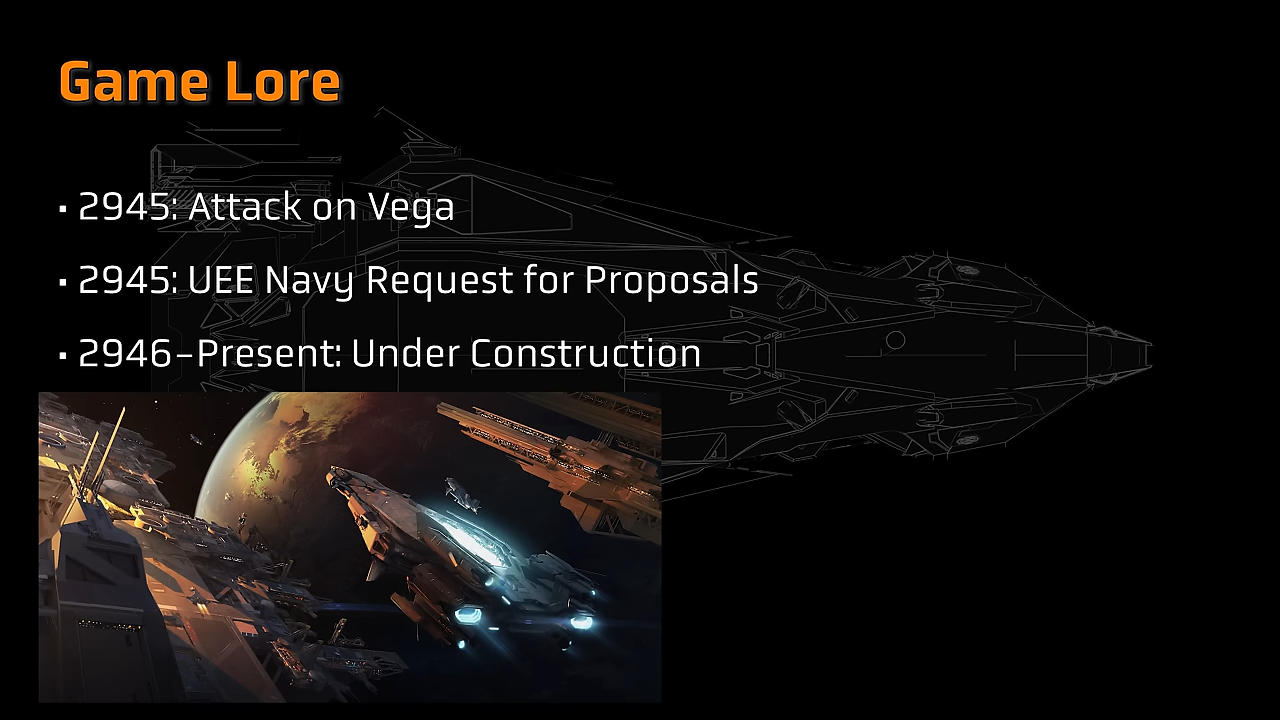 Game Lore
▪ 2945: Attack on Vega
▪ 2945: UEE Navy Request for Proposals
▪ 2946–Present: Under Construction